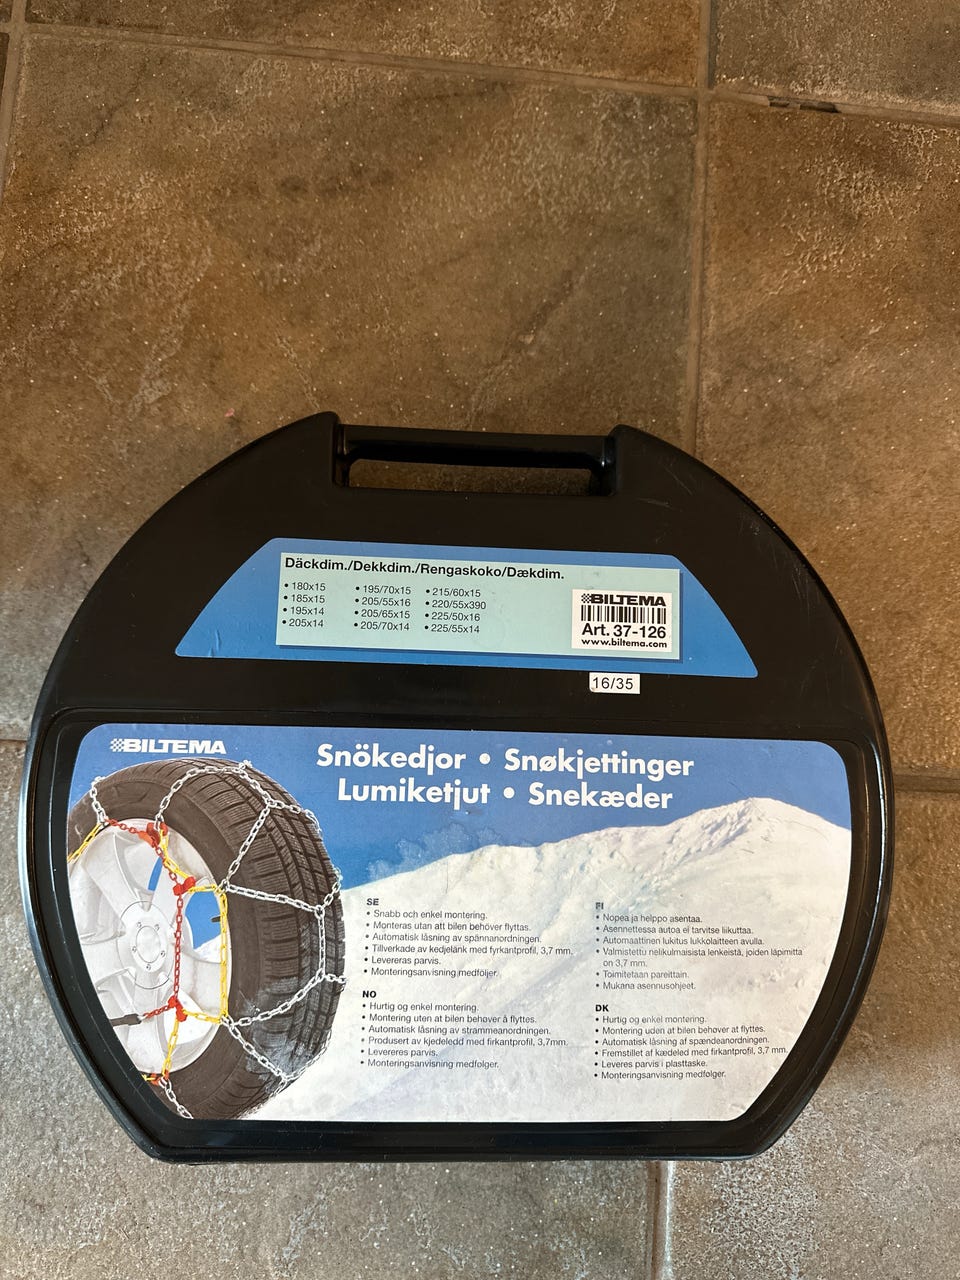 Däckdim./Dekkdim./Rengaskoko/Dækdim.
• 180x15
• 185x15
• 195x14
• 205x14
• 195/70x15
• 205/55x16
• 205/65x15
• 205/70x14
• 215/60x15
• 220/55x390
• 225/50x16
• 225/55x14
BILTEMA
Art. 37-126
www.biltema.com
16/35
BILTEMA
Snökedjor • Snøkjettinger
Lumiketjut • Snekæder
SE
• Snabb och enkel montering.
• Monteras utan att bilen behöver flyttas.
• Automatisk låsning av spännanordningen.
• Tillverkade av kedjelänk med fyrkantprofil, 3,7 mm.
• Levereras parvis.
• Monteringsanvisning medföljer.
NO
• Hurtig og enkel montering.
• Montering uten at bilen behøver å flyttes.
• Automatisk låsning av strammeanordningen.
• Produsert av kjedeledd med firkantprofil, 3,7mm.
• Levereres parvis.
• Monteringsanvisning medfølger.
FI
• Nopea ja helppo asentaa.
• Asennettessa autoa ei tarvitse liikuttaa.
• Automaattinen lukitus lukkolaitteen avulla.
• Valmistettu nelikulmaisista lenkeistä, joiden läpimitta
on 3,7 mm.
• Toimitetaan pareittain.
• Mukana asennusohjeet.
DK
• Hurtig og enkel montering.
• Montering uden at bilen behøver at flyttes.
• Automatisk låsning af spændeanordningen.
• Fremstillet af kædeled med firkantprofil, 3,7 mm.
• Leveres parvis i plasttaske.
• Monteringsanvisning medfølger.